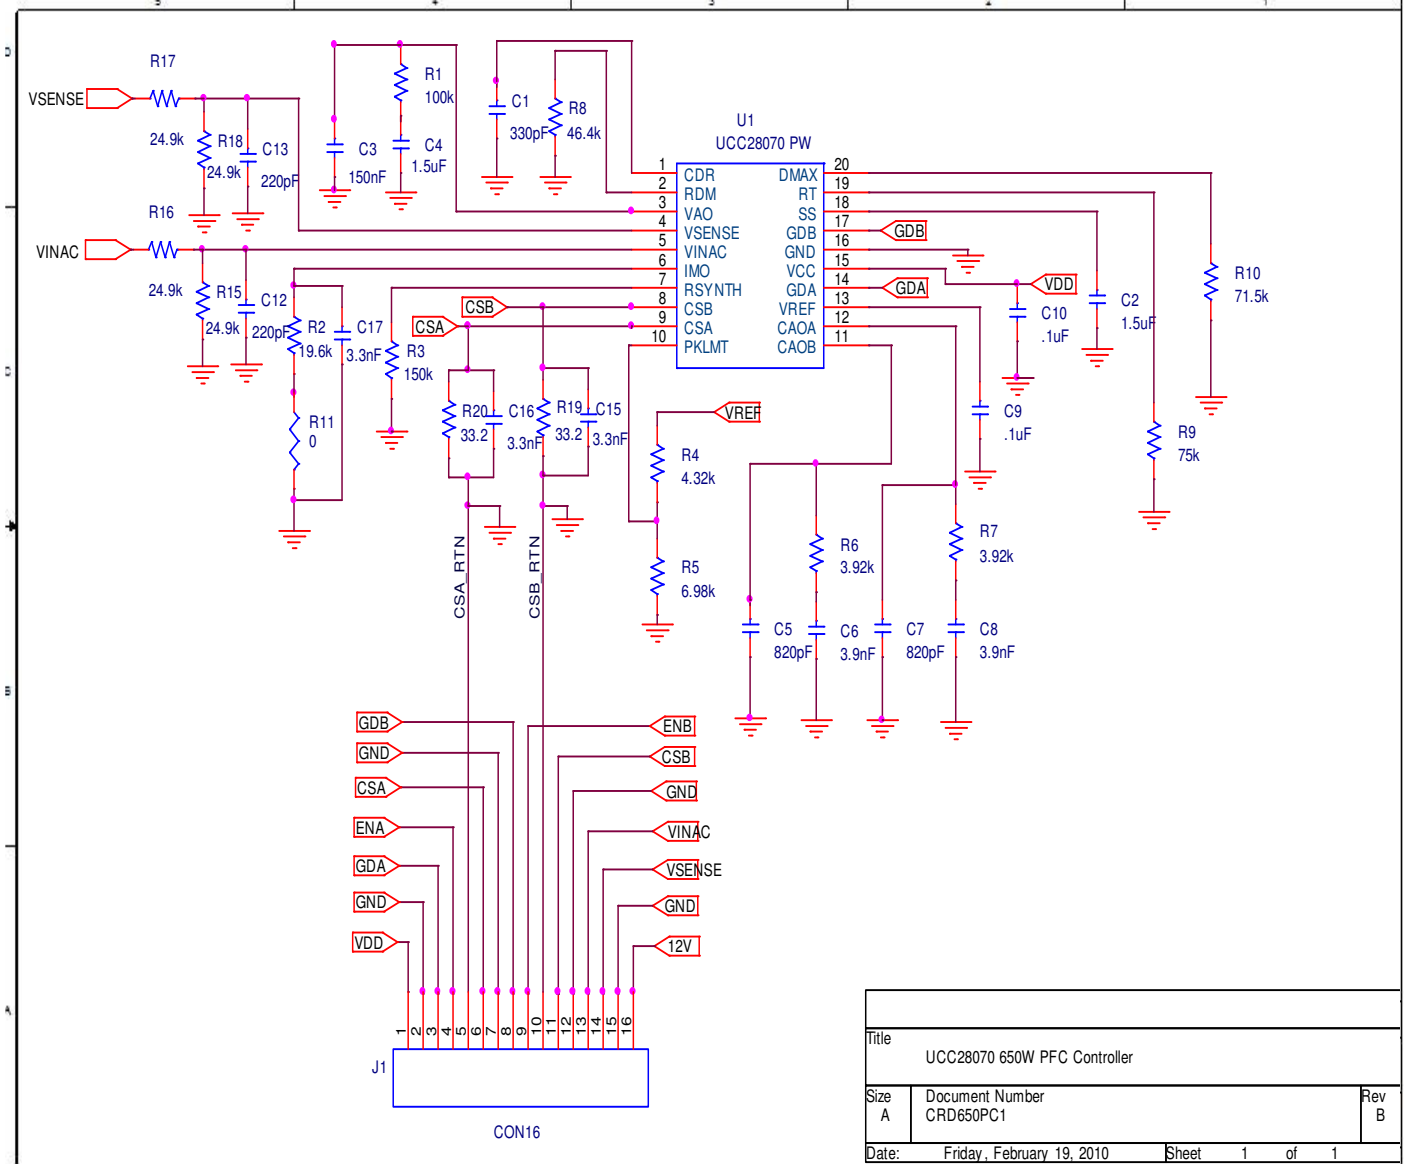 R17
VSENSE
24.9k
R18
24.9k
C13
220pF
C3
150nF
R1
100k
C4
1.5uF
C1
330pF
R8
46.4k
U1
UCC28070 PW
1 CDR DMAX 20
2 RDM RT 19
3 VAO SS 18
4 VSENSE GDB 17
5 VINAC GND 16
6 IMO VCC 15
7 RSYNTH GDA 14
8 CSB VREF 13
9 CSA CAOA 12
10 PKLMT CAOB 11
GDB
VDD
GDA
R16
VINAC
24.9k
R15
24.9k
C12
220pF
R2
19.6k
C17
3.3nF
R11
0
R3
150k
CSB
CSA
R20
33.2
C16
3.3nF
R19
33.2
C15
3.3nF
VREF
R4
4.32k
R5
6.98k
C10
.1uF
C2
1.5uF
R10
71.5k
C9
.1uF
R9
75k
R6
3.92k
R7
3.92k
C5
820pF
C6
3.9nF
C7
820pF
C8
3.9nF
CSA_RTN
CSB_RTN
GDB
GND
CSA
ENA
GDA
GND
VDD
ENB
CSB
GND
VINAC
VSENSE
GND
12V
1 2 3 4 5 6 7 8 9 10 11 12 13 14 15 16
J1
CON16
Title
UCC28070 650W PFC Controller
Size Document Number Rev
A CRD650PC1 B
Date: Friday, February 19, 2010 Sheet 1 of 1